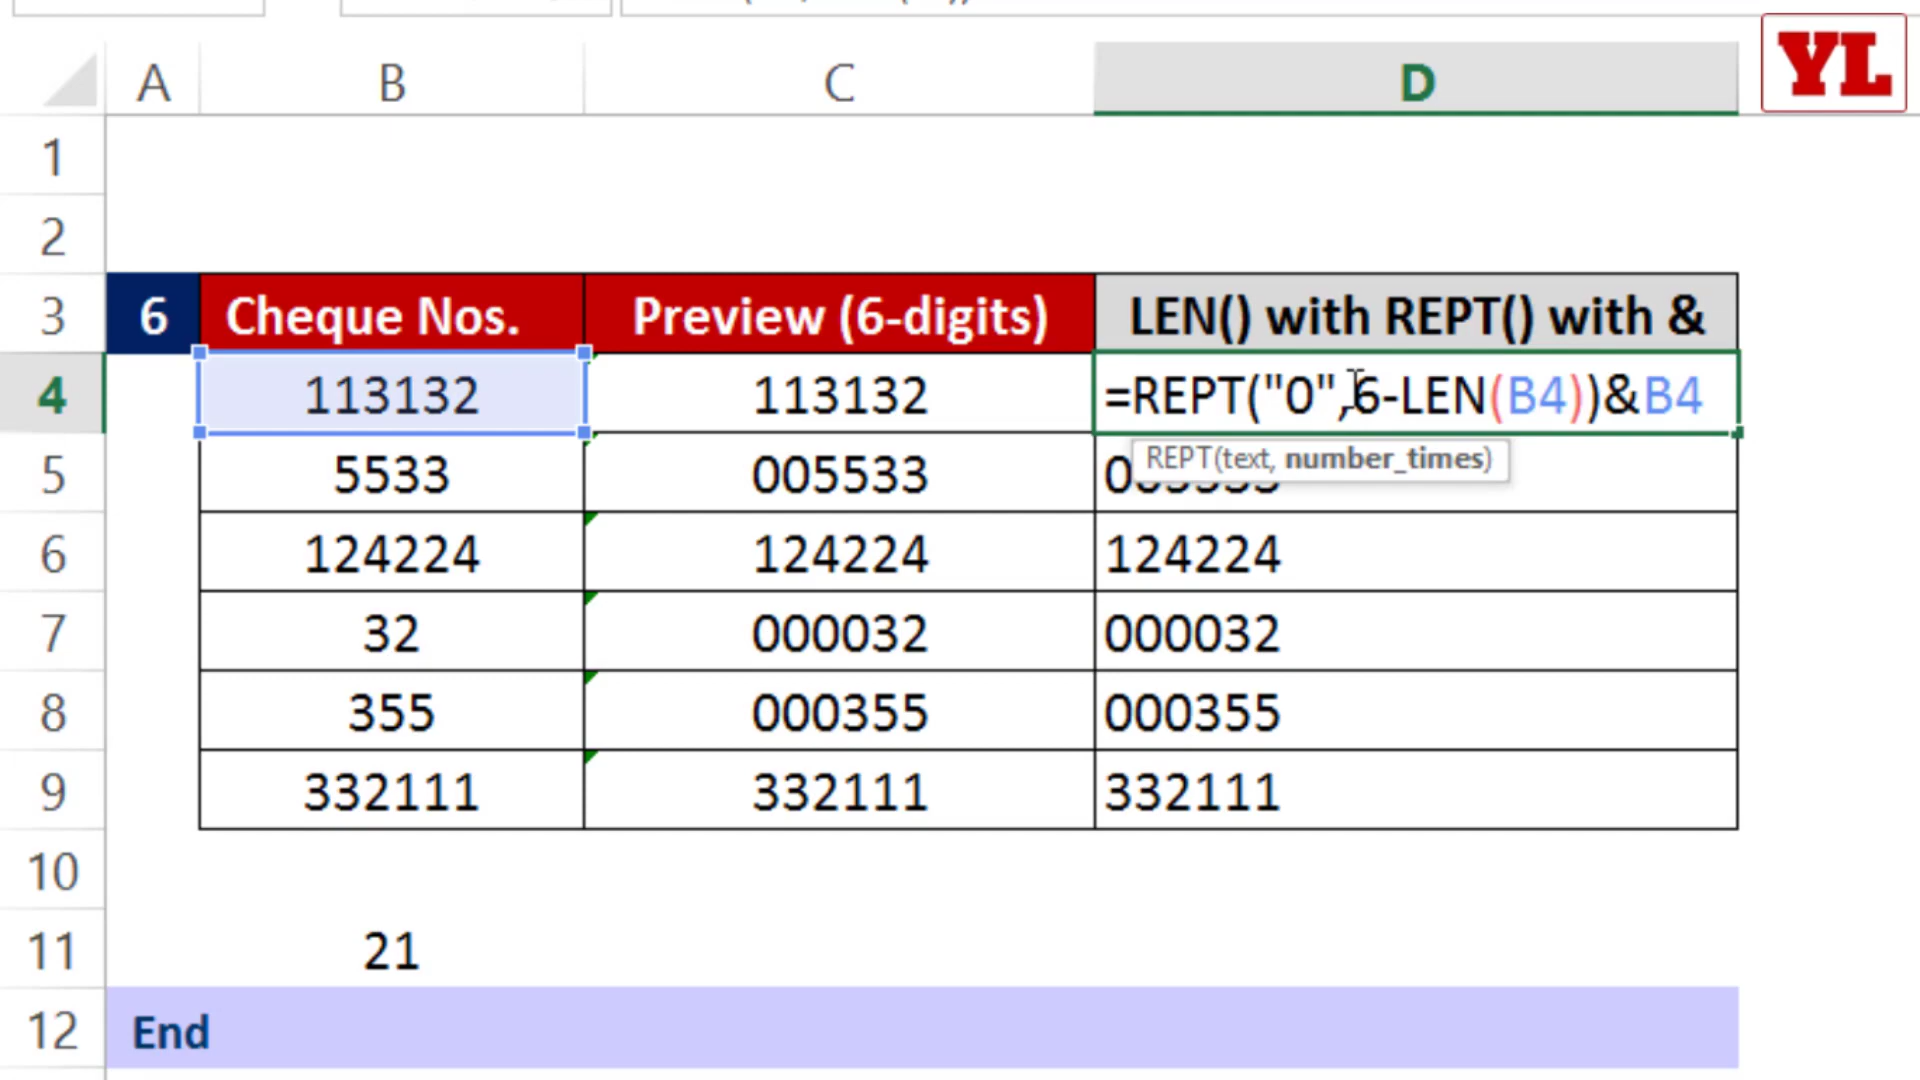 YL
A B C D
1
2
3 6 Cheque Nos. Preview (6-digits) LEN() with REPT() with &
4 113132 113132 =REPT("0",6-LEN(B4))&B4
REPT(text, number_times)
5 5533 005533
6 124224 124224 124224
7 32 000032 000032
8 355 000355 000355
9 332111 332111 332111
10
11 21
12 End